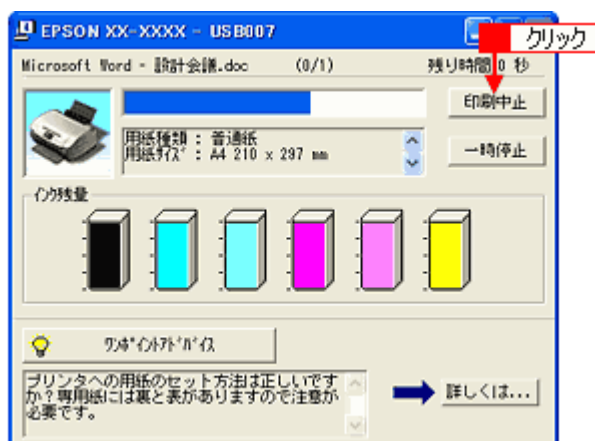 EPSON XX-XXXX - USB007
クリック
Microsoft Word - 設計会議.doc (0/1) 残り時間 0 秒
印刷中止
用紙種類 : 普通紙
用紙ｻｲｽﾞ : A4 210 x 297 mm
一時停止
ｲﾝｸ残量
ﾜﾝﾎﾟｲﾝﾄｱﾄﾞﾊﾞｲｽ
プリンタへの用紙のセット方法は正しいです
か？専用紙には裏と表がありますので注意が
必要です。
詳しくは...